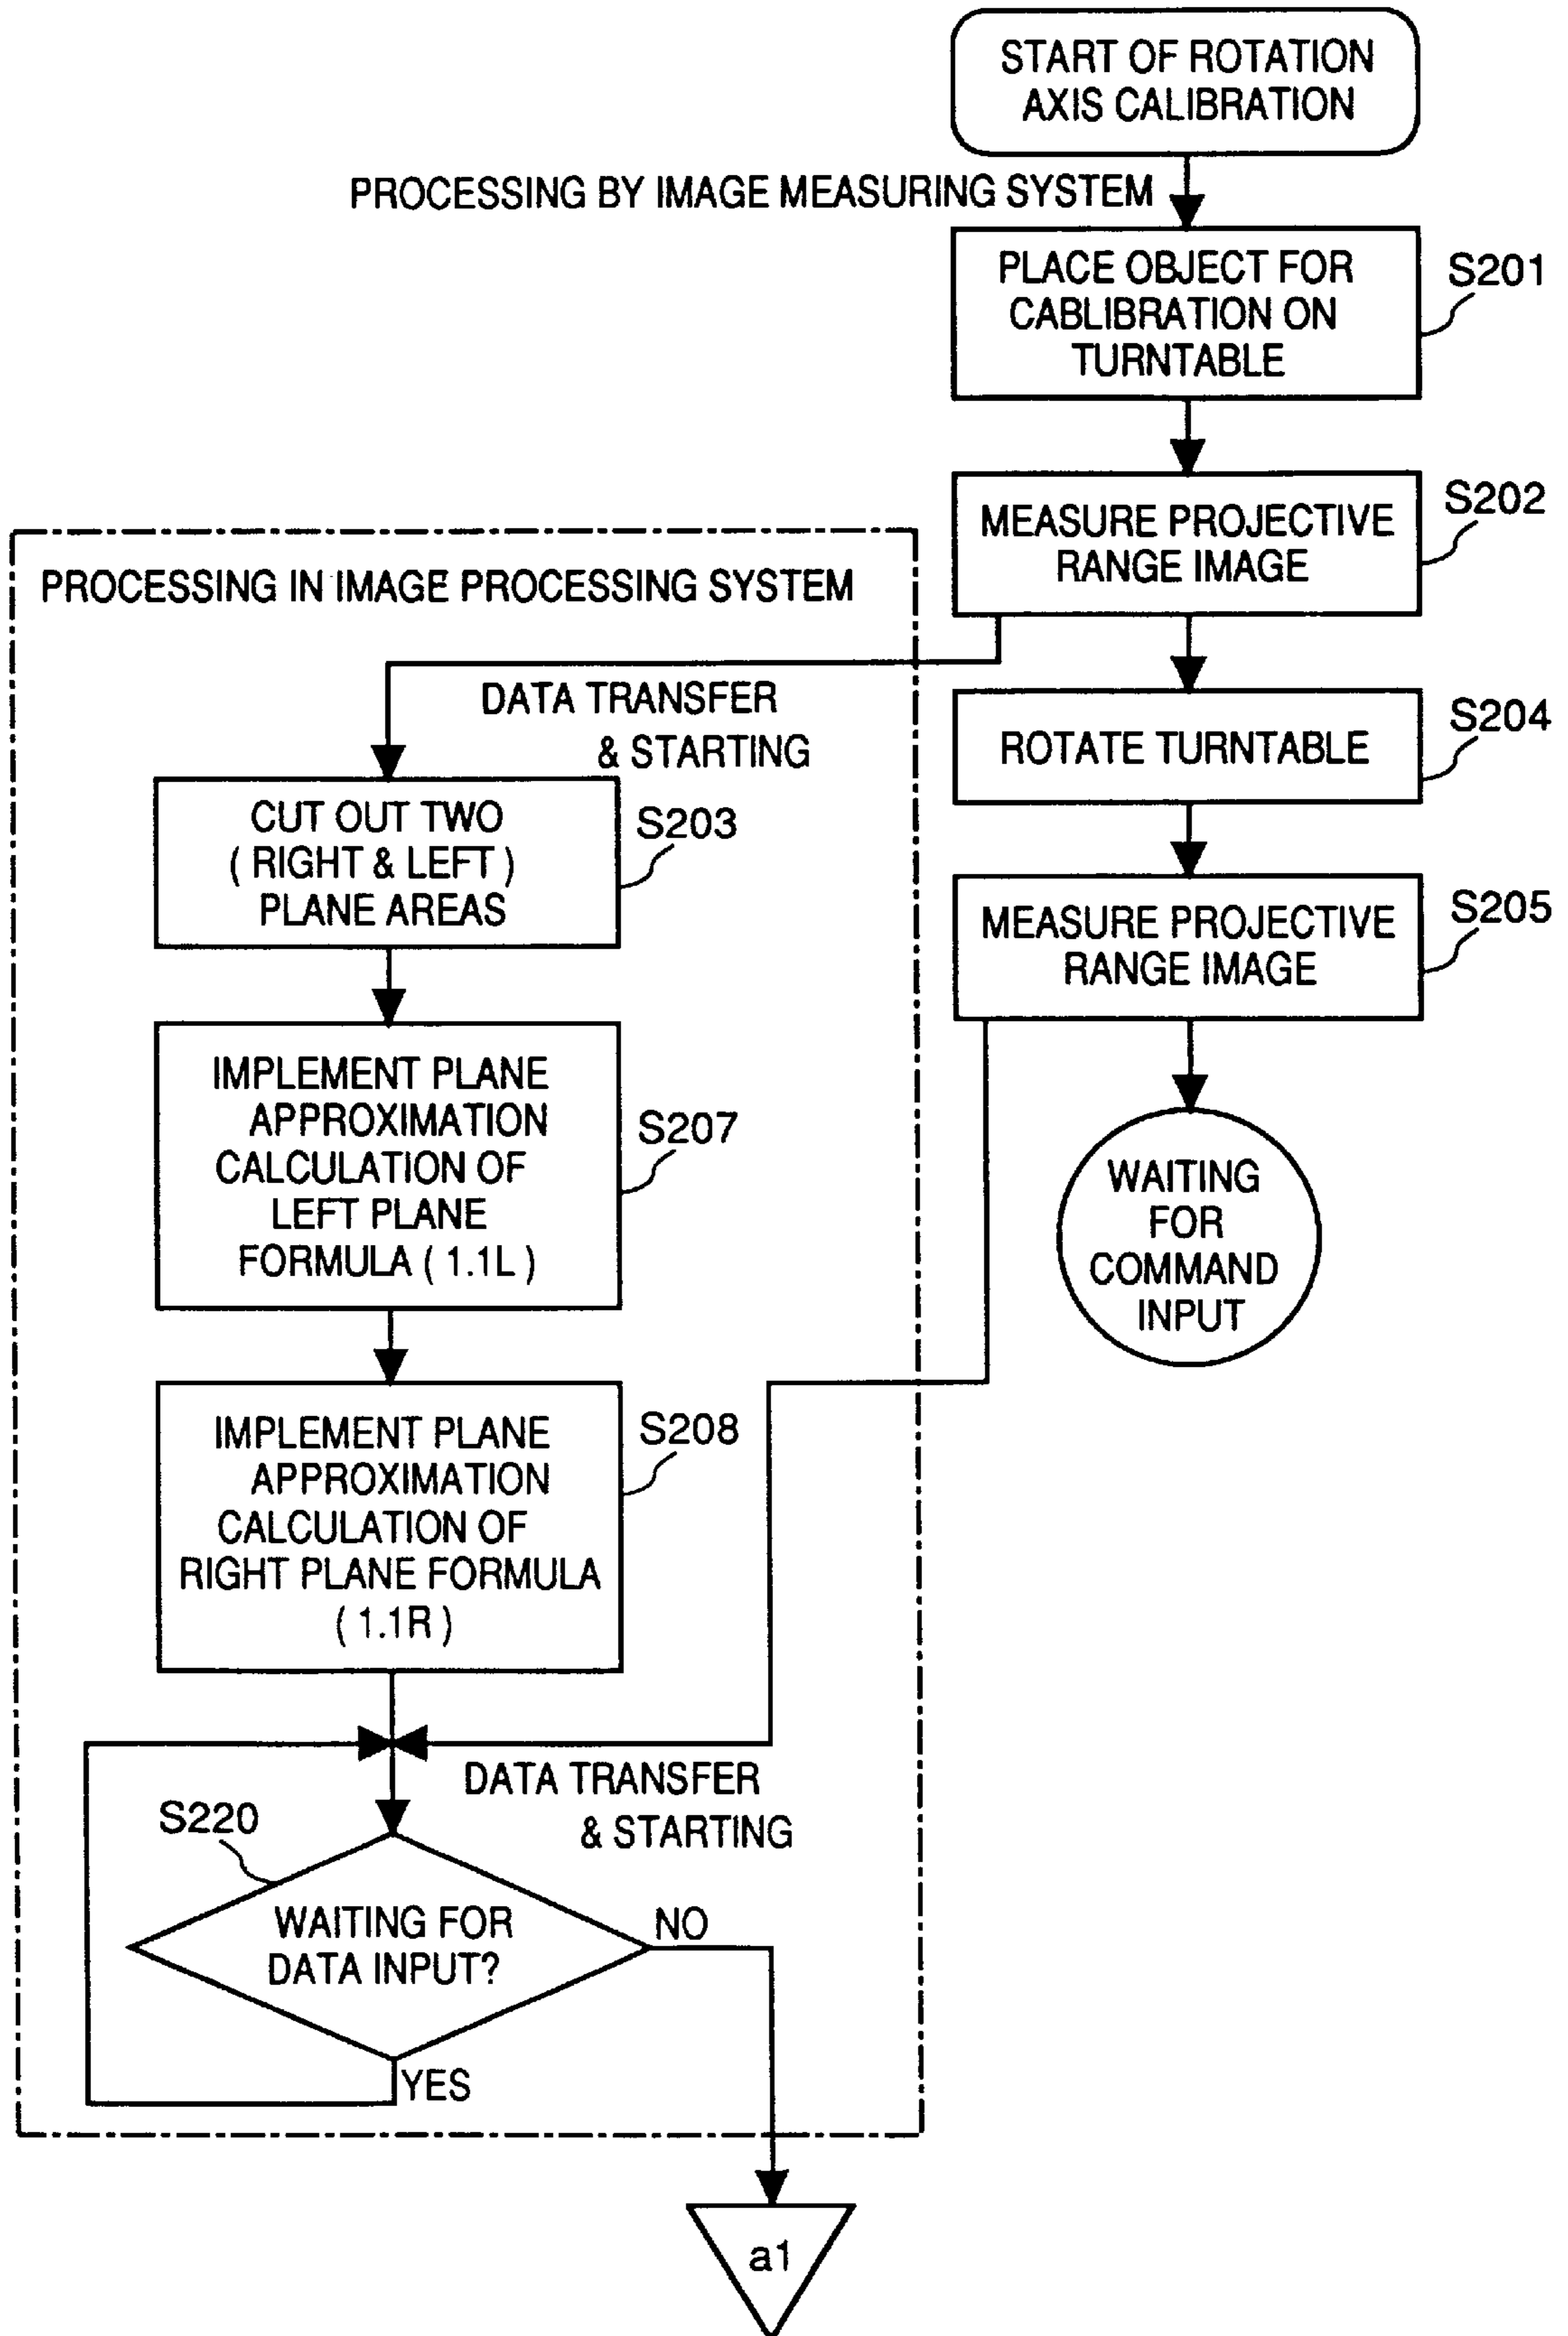 START OF ROTATION
AXIS CALIBRATION
PROCESSING BY IMAGE MEASURING SYSTEM
PLACE OBJECT FOR
CABLIBRATION ON
TURNTABLE
S201
MEASURE PROJECTIVE
RANGE IMAGE
S202
PROCESSING IN IMAGE PROCESSING SYSTEM
DATA TRANSFER
& STARTING
ROTATE TURNTABLE
S204
CUT OUT TWO
( RIGHT & LEFT )
PLANE AREAS
S203
MEASURE PROJECTIVE
RANGE IMAGE
S205
IMPLEMENT PLANE
APPROXIMATION
CALCULATION OF
LEFT PLANE
FORMULA ( 1.1L )
S207
WAITING
FOR
COMMAND
INPUT
IMPLEMENT PLANE
APPROXIMATION
CALCULATION OF
RIGHT PLANE FORMULA
( 1.1R )
S208
DATA TRANSFER
& STARTING
S220
WAITING FOR
DATA INPUT?
NO
YES
a1